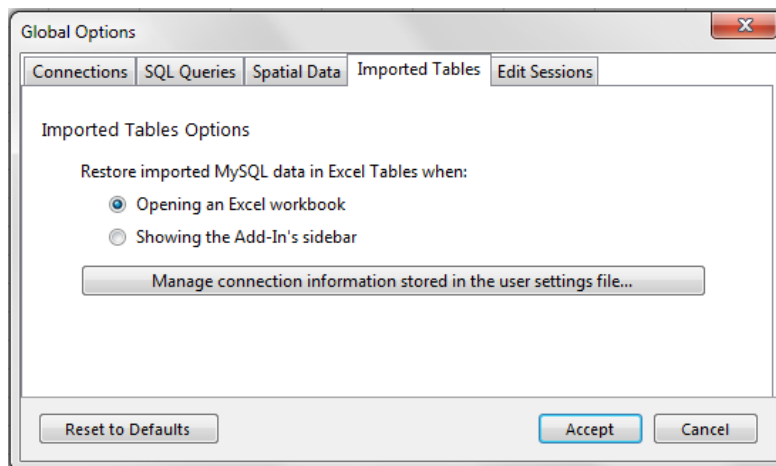 Global Options
Connections SQL Queries Spatial Data Imported Tables Edit Sessions
Imported Tables Options
Restore imported MySQL data in Excel Tables when:
Opening an Excel workbook
Showing the Add-In's sidebar
Manage connection information stored in the user settings file...
Reset to Defaults Accept Cancel